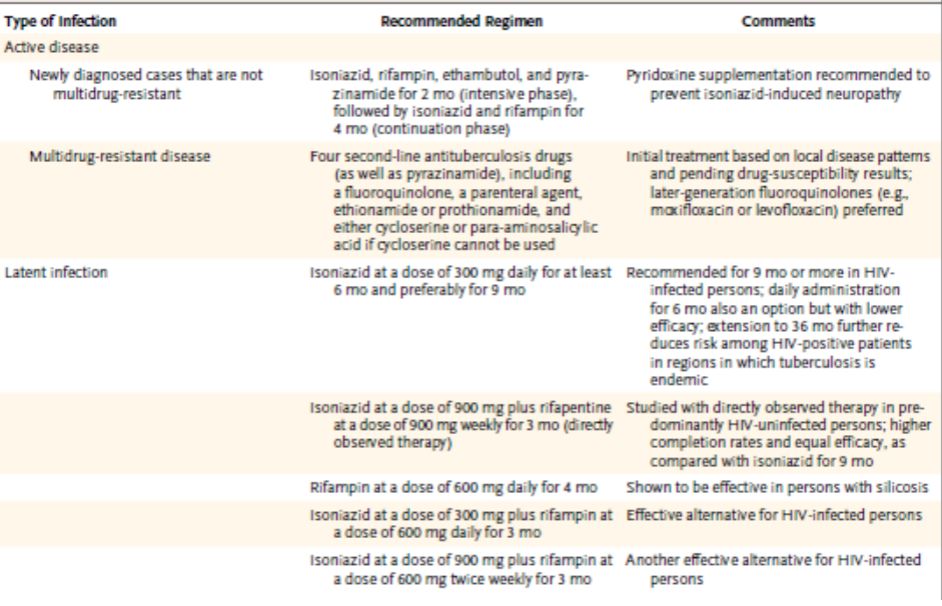 Type of Infection Recommended Regimen Comments
Active disease
Newly diagnosed cases that are not multidrug-resistant
Isoniazid, rifampin, ethambutol, and pyra-
zinamide for 2 mo (intensive phase),
followed by isoniazid and rifampin for
4 mo (continuation phase)
Pyridoxine supplementation recommended to
prevent isoniazid-induced neuropathy
Multidrug-resistant disease
Four second-line antituberculosis drugs
(as well as pyrazinamide), including
a fluoroquinolone, a parenteral agent,
ethionamide or prothionamide, and
either cycloserine or para-aminosalicylic
acid if cycloserine cannot be used
Initial treatment based on local disease patterns
and pending drug-susceptibility results;
later-generation fluoroquinolones (e.g.,
moxifloxacin or levofloxacin) preferred
Latent infection
Isoniazid at a dose of 300 mg daily for at least
6 mo and preferably for 9 mo
Recommended for 9 mo or more in HIV-
infected persons; daily administration
for 6 mo also an option but with lower
efficacy; extension to 36 mo further re-
duces risk among HIV-positive patients
in regions in which tuberculosis is
endemic
Isoniazid at a dose of 900 mg plus rifapentine
at a dose of 900 mg weekly for 3 mo (directly
observed therapy)
Studied with directly observed therapy in pre-
dominantly HIV-uninfected persons; higher
completion rates and equal efficacy, as
compared with isoniazid for 9 mo
Rifampin at a dose of 600 mg daily for 4 mo
Shown to be effective in persons with silicosis
Isoniazid at a dose of 300 mg plus rifampin at
a dose of 600 mg daily for 3 mo
Effective alternative for HIV-infected persons
Isoniazid at a dose of 900 mg plus rifampin at
a dose of 600 mg twice weekly for 3 mo
Another effective alternative for HIV-infected
persons